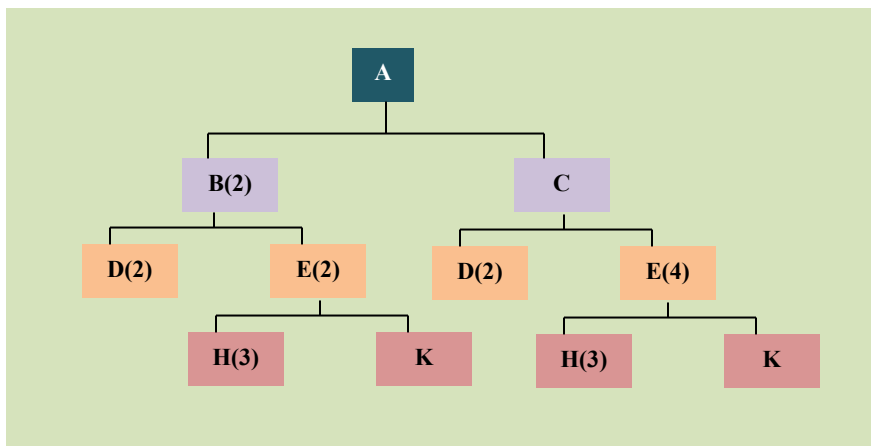 A
B(2)
C
D(2)
E(2)
D(2)
E(4)
H(3)
K
H(3)
K